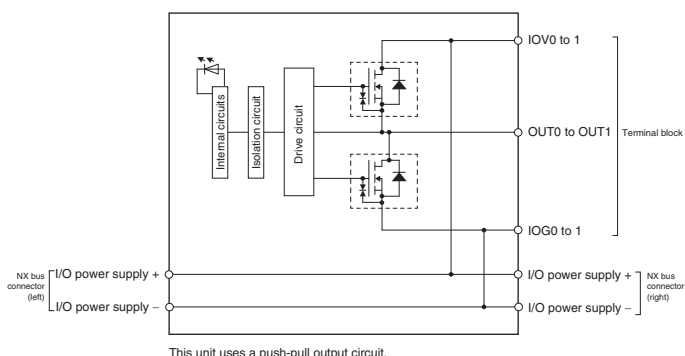 IOV0 to 1
Internal circuits
Isolation circuit
Drive circuit
OUT0 to OUT1
Terminal block
IOG0 to 1
NX bus
connector
(left)
I/O power supply +
I/O power supply −
I/O power supply +
I/O power supply −
NX bus
connector
(right)
This unit uses a push-pull output circuit.